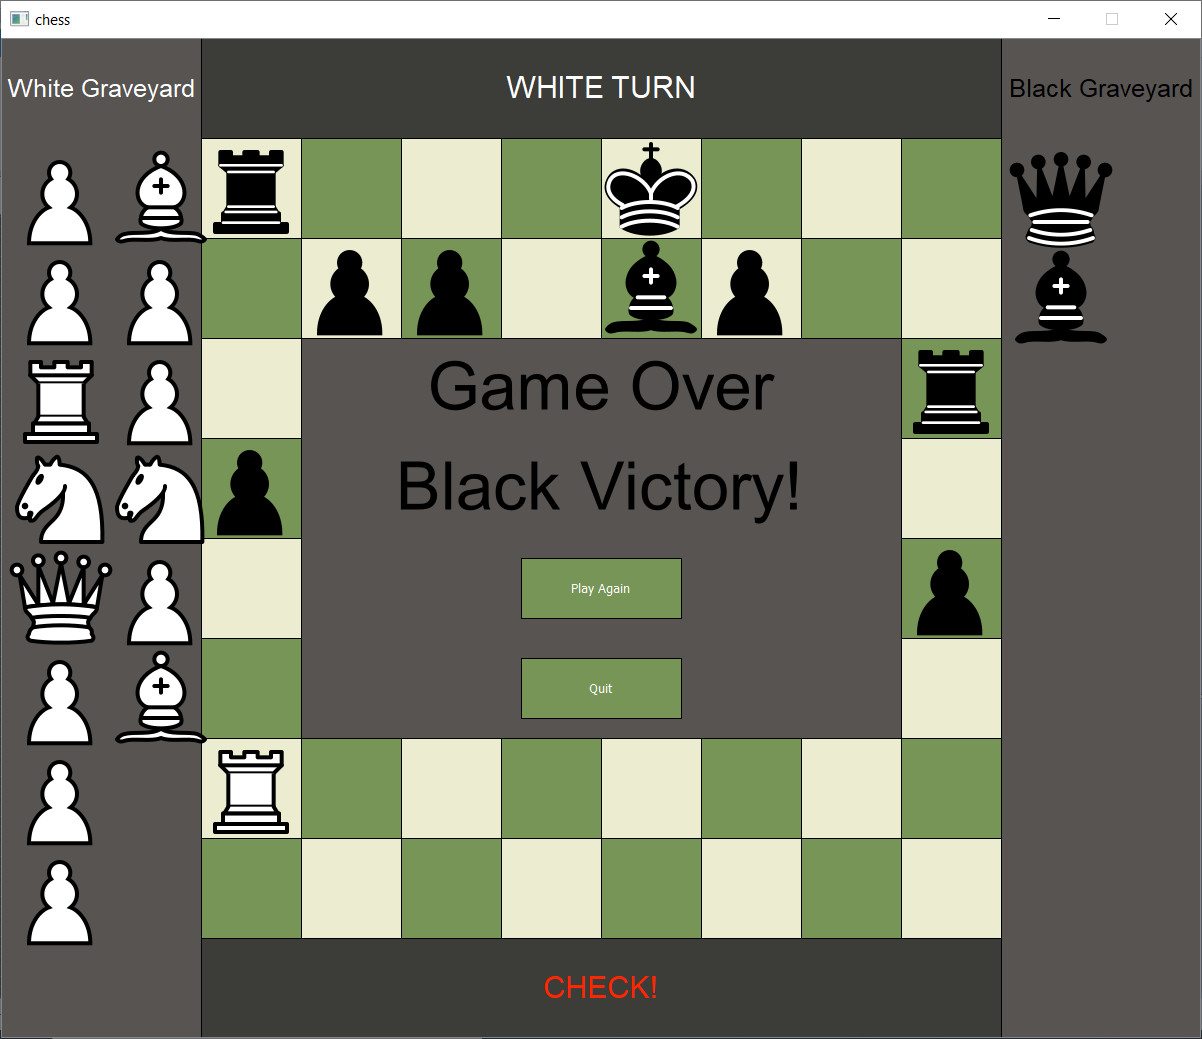 chess
White Graveyard
WHITE TURN
Black Graveyard
Game Over
Black Victory!
Play Again
Quit
CHECK!